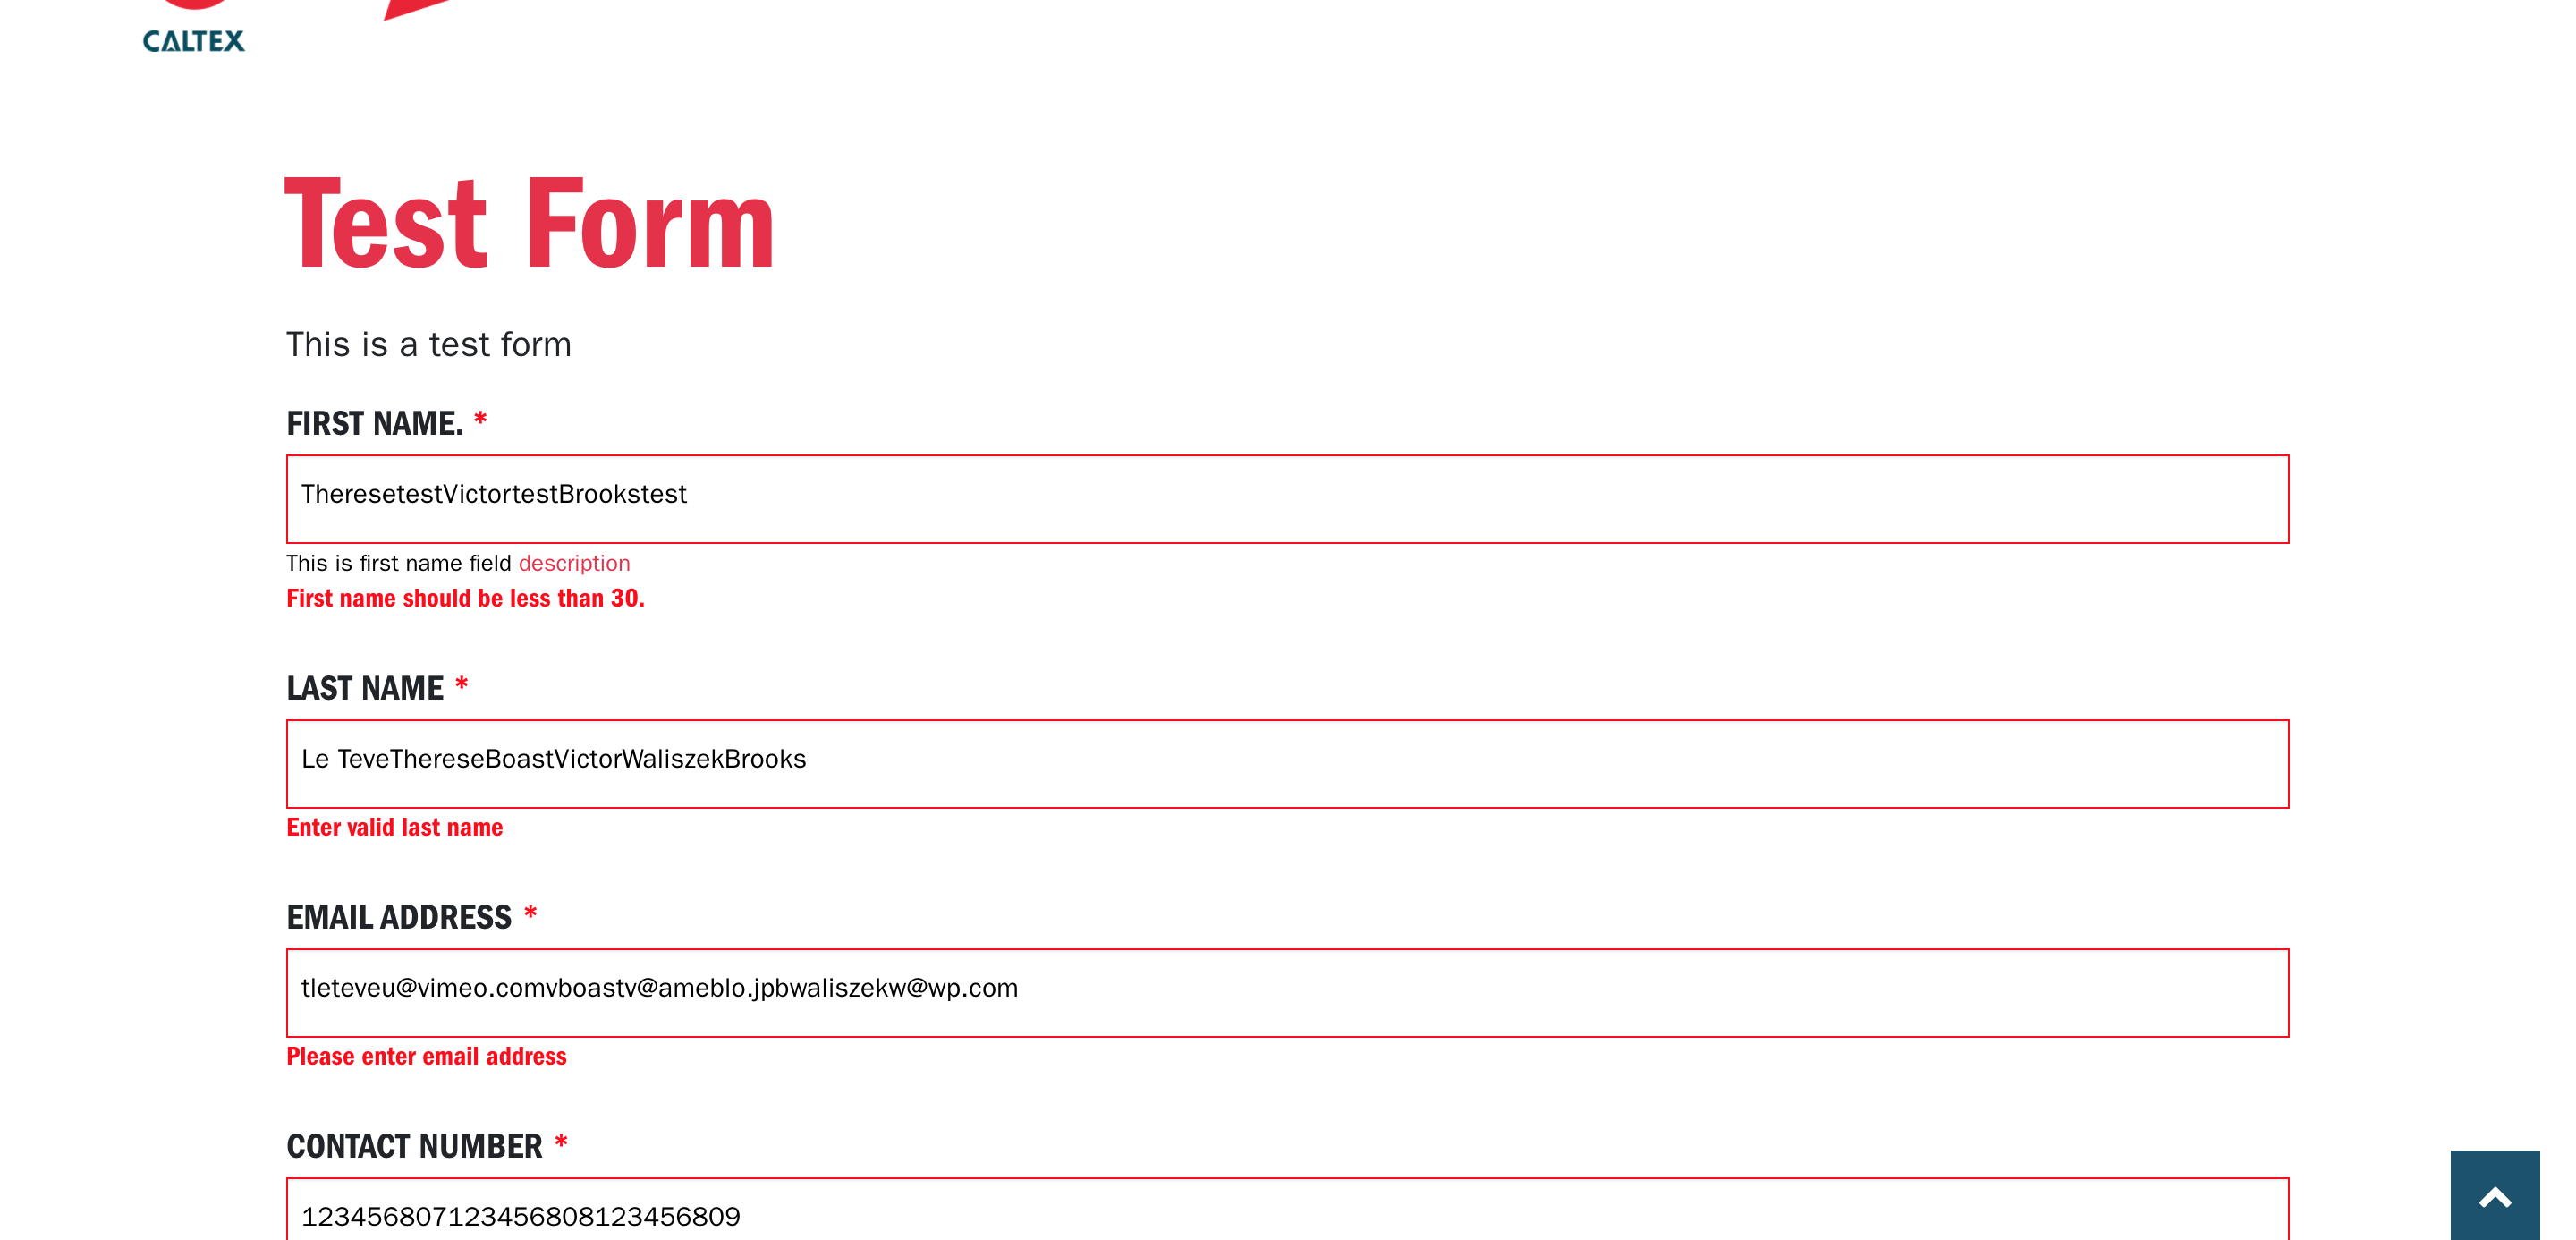 CALTEX
Test Form
This is a test form
FIRST NAME. *
TheresetestVictortestBrookstest
This is first name field description
First name should be less than 30.
LAST NAME *
Le TeveThereseBoastVictorWaliszekBrooks
Enter valid last name
EMAIL ADDRESS *
tleteveu@vimeo.comvboastv@ameblo.jpbwaliszekw@wp.com
Please enter email address
CONTACT NUMBER *
1234568071234568081234568​09